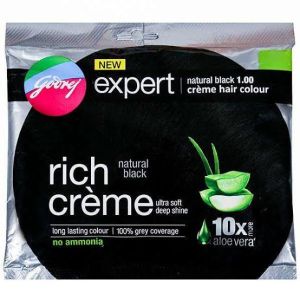 Godrej
NEW
expert
natural black 1.00
crème hair colour
natural
black
rich
crème
ultra soft
deep shine
long lasting colour | 100% grey coverage
no ammonia
10x more
aloe vera*